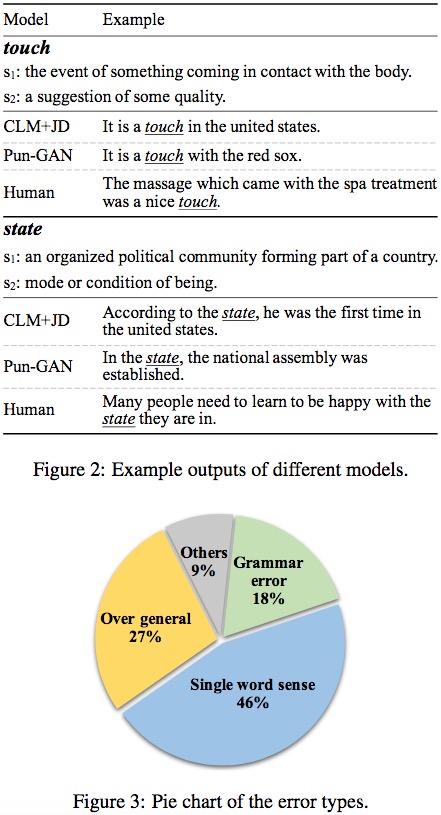 Model Example
touch
s₁: the event of something coming in contact with the body.
s₂: a suggestion of some quality.
CLM+JD It is a touch in the united states.
Pun-GAN It is a touch with the red sox.
Human The massage which came with the spa treatment
was a nice touch.
state
s₁: an organized political community forming part of a country.
s₂: mode or condition of being.
CLM+JD According to the state, he was the first time in
the united states.
Pun-GAN In the state, the national assembly was
established.
Human Many people need to learn to be happy with the
state they are in.
Figure 2: Example outputs of different models.
Others
9%
Grammar
error
18%
Over general
27%
Single word sense
46%
Figure 3: Pie chart of the error types.